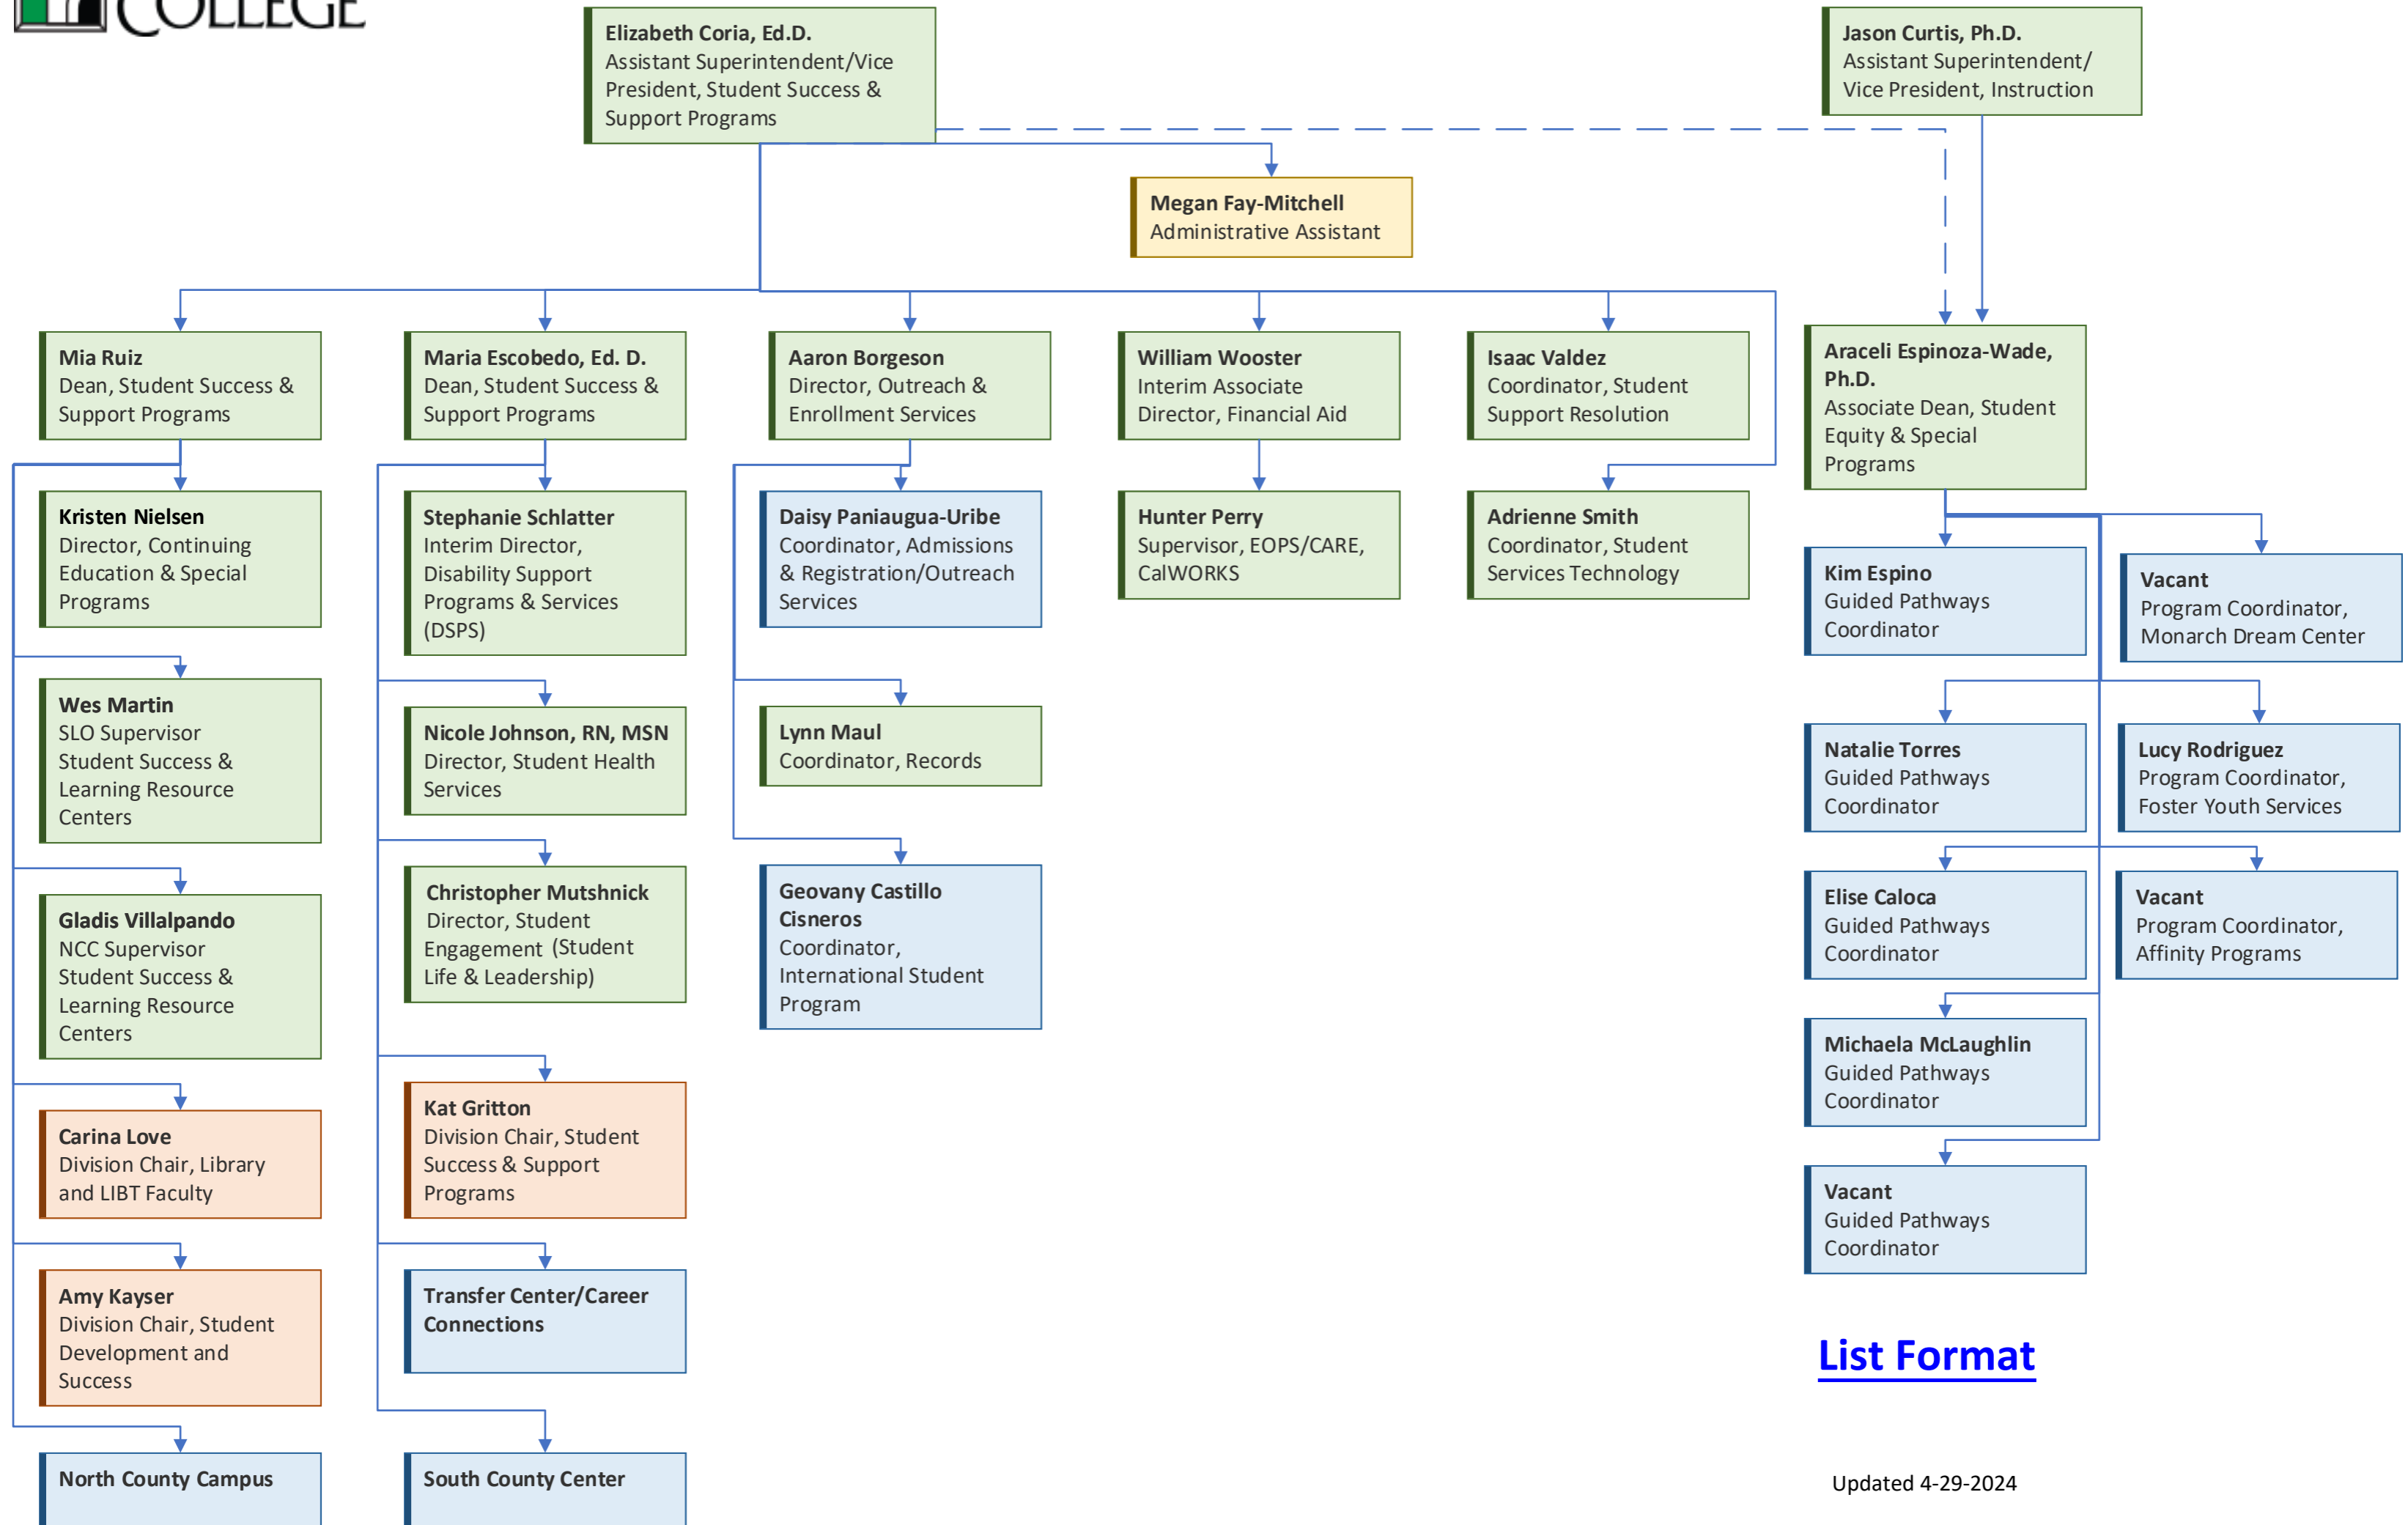 COLLEGE
Elizabeth Coria, Ed.D.
Assistant Superintendent/Vice
President, Student Success &
Support Programs
Jason Curtis, Ph.D.
Assistant Superintendent/
Vice President, Instruction
Megan Fay-Mitchell
Administrative Assistant
Mia Ruiz
Dean, Student Success &
Support Programs
Maria Escobedo, Ed. D.
Dean, Student Success &
Support Programs
Aaron Borgeson
Director, Outreach &
Enrollment Services
William Wooster
Interim Associate
Director, Financial Aid
Isaac Valdez
Coordinator, Student
Support Resolution
Araceli Espinoza-Wade,
Ph.D.
Associate Dean, Student
Equity & Special
Programs
Kristen Nielsen
Director, Continuing
Education & Special
Programs
Wes Martin
SLO Supervisor
Student Success &
Learning Resource
Centers
Gladis Villalpando
NCC Supervisor
Student Success &
Learning Resource
Centers
Carina Love
Division Chair, Library
and LIBT Faculty
Amy Kayser
Division Chair, Student
Development and
Success
North County Campus
Stephanie Schlatter
Interim Director,
Disability Support
Programs & Services
(DSPS)
Nicole Johnson, RN, MSN
Director, Student Health
Services
Christopher Mutshnick
Director, Student
Engagement (Student
Life & Leadership)
Kat Gritton
Division Chair, Student
Success & Support
Programs
Transfer Center/Career
Connections
South County Center
Daisy Paniaugua-Uribe
Coordinator, Admissions
& Registration/Outreach
Services
Lynn Maul
Coordinator, Records
Geovany Castillo
Cisneros
Coordinator,
International Student
Program
Hunter Perry
Supervisor, EOPS/CARE,
CalWORKS
Adrienne Smith
Coordinator, Student
Services Technology
Kim Espino
Guided Pathways
Coordinator
Vacant
Program Coordinator,
Monarch Dream Center
Natalie Torres
Guided Pathways
Coordinator
Lucy Rodriguez
Program Coordinator,
Foster Youth Services
Elise Caloca
Guided Pathways
Coordinator
Vacant
Program Coordinator,
Affinity Programs
Michaela McLaughlin
Guided Pathways
Coordinator
Vacant
Guided Pathways
Coordinator
List Format
Updated 4-29-2024